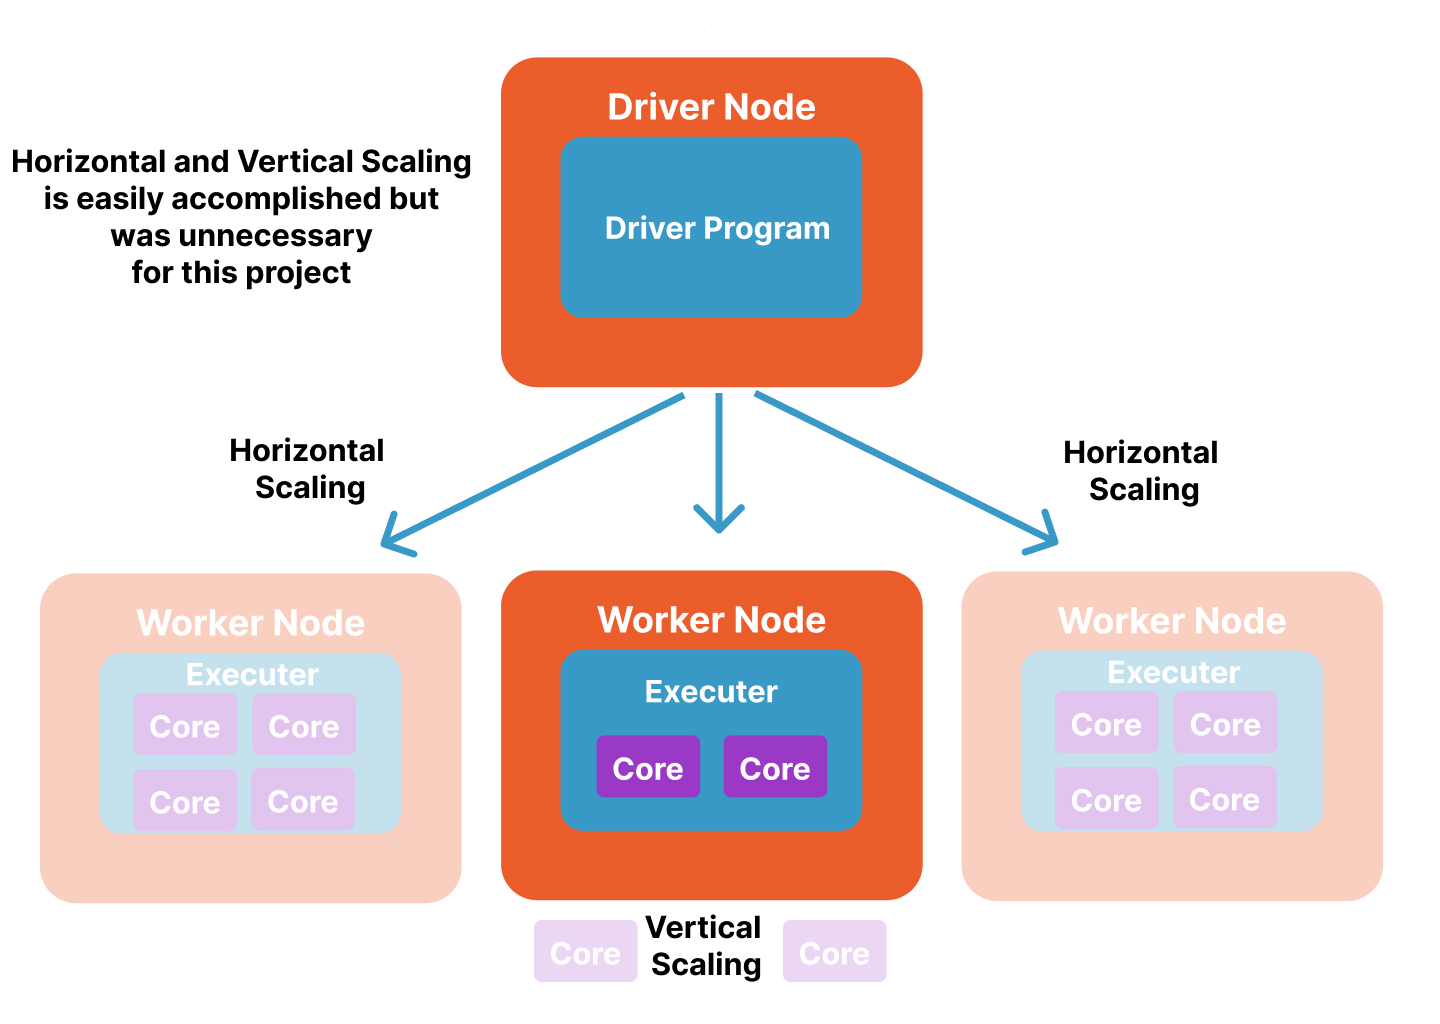 Driver Node
Driver Program
Horizontal and Vertical Scaling
is easily accomplished but
was unnecessary
for this project
Horizontal
Scaling
Horizontal
Scaling
Worker Node
Executer
Core Core
Core Core
Worker Node
Executer
Core Core
Worker Node
Executer
Core Core
Core Core
Core
Vertical
Scaling
Core